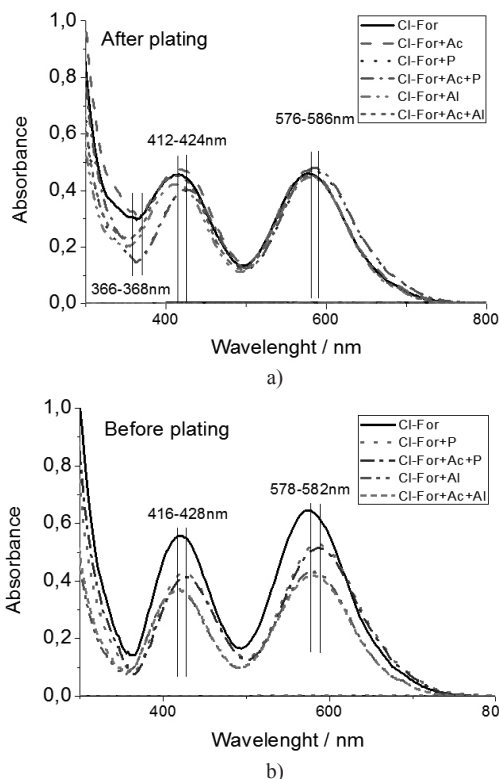 After plating
Cl-For
Cl-For+Ac
Cl-For+P
Cl-For+Ac+P
Cl-For+Al
Cl-For+Ac+Al
1,0
0,8
0,6
0,4
0,2
0,0
Absorbance
412-424nm
576-586nm
366-368nm
400
600
800
Wavelenght / nm
a)
Before plating
Cl-For
Cl-For+P
Cl-For+Ac+P
Cl-For+Al
Cl-For+Ac+Al
1,0
0,8
0,6
0,4
0,2
0,0
Absorbance
416-428nm
578-582nm
400
600
80
Wavelenght / nm
b)